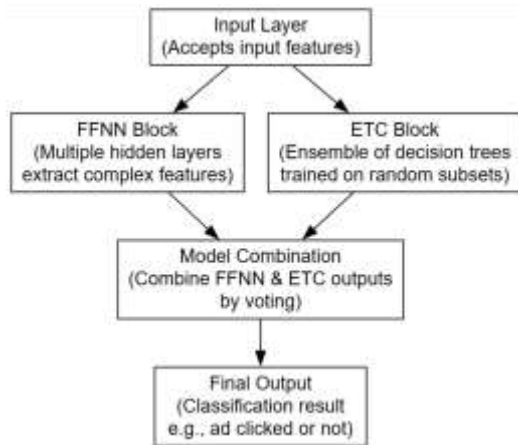 Input Layer
(Accepts input features)
FFNN Block
(Multiple hidden layers
extract complex features)
ETC Block
(Ensemble of decision trees
trained on random subsets)
Model Combination
(Combine FFNN & ETC outputs
by voting)
Final Output
(Classification result
e.g., ad clicked or not)